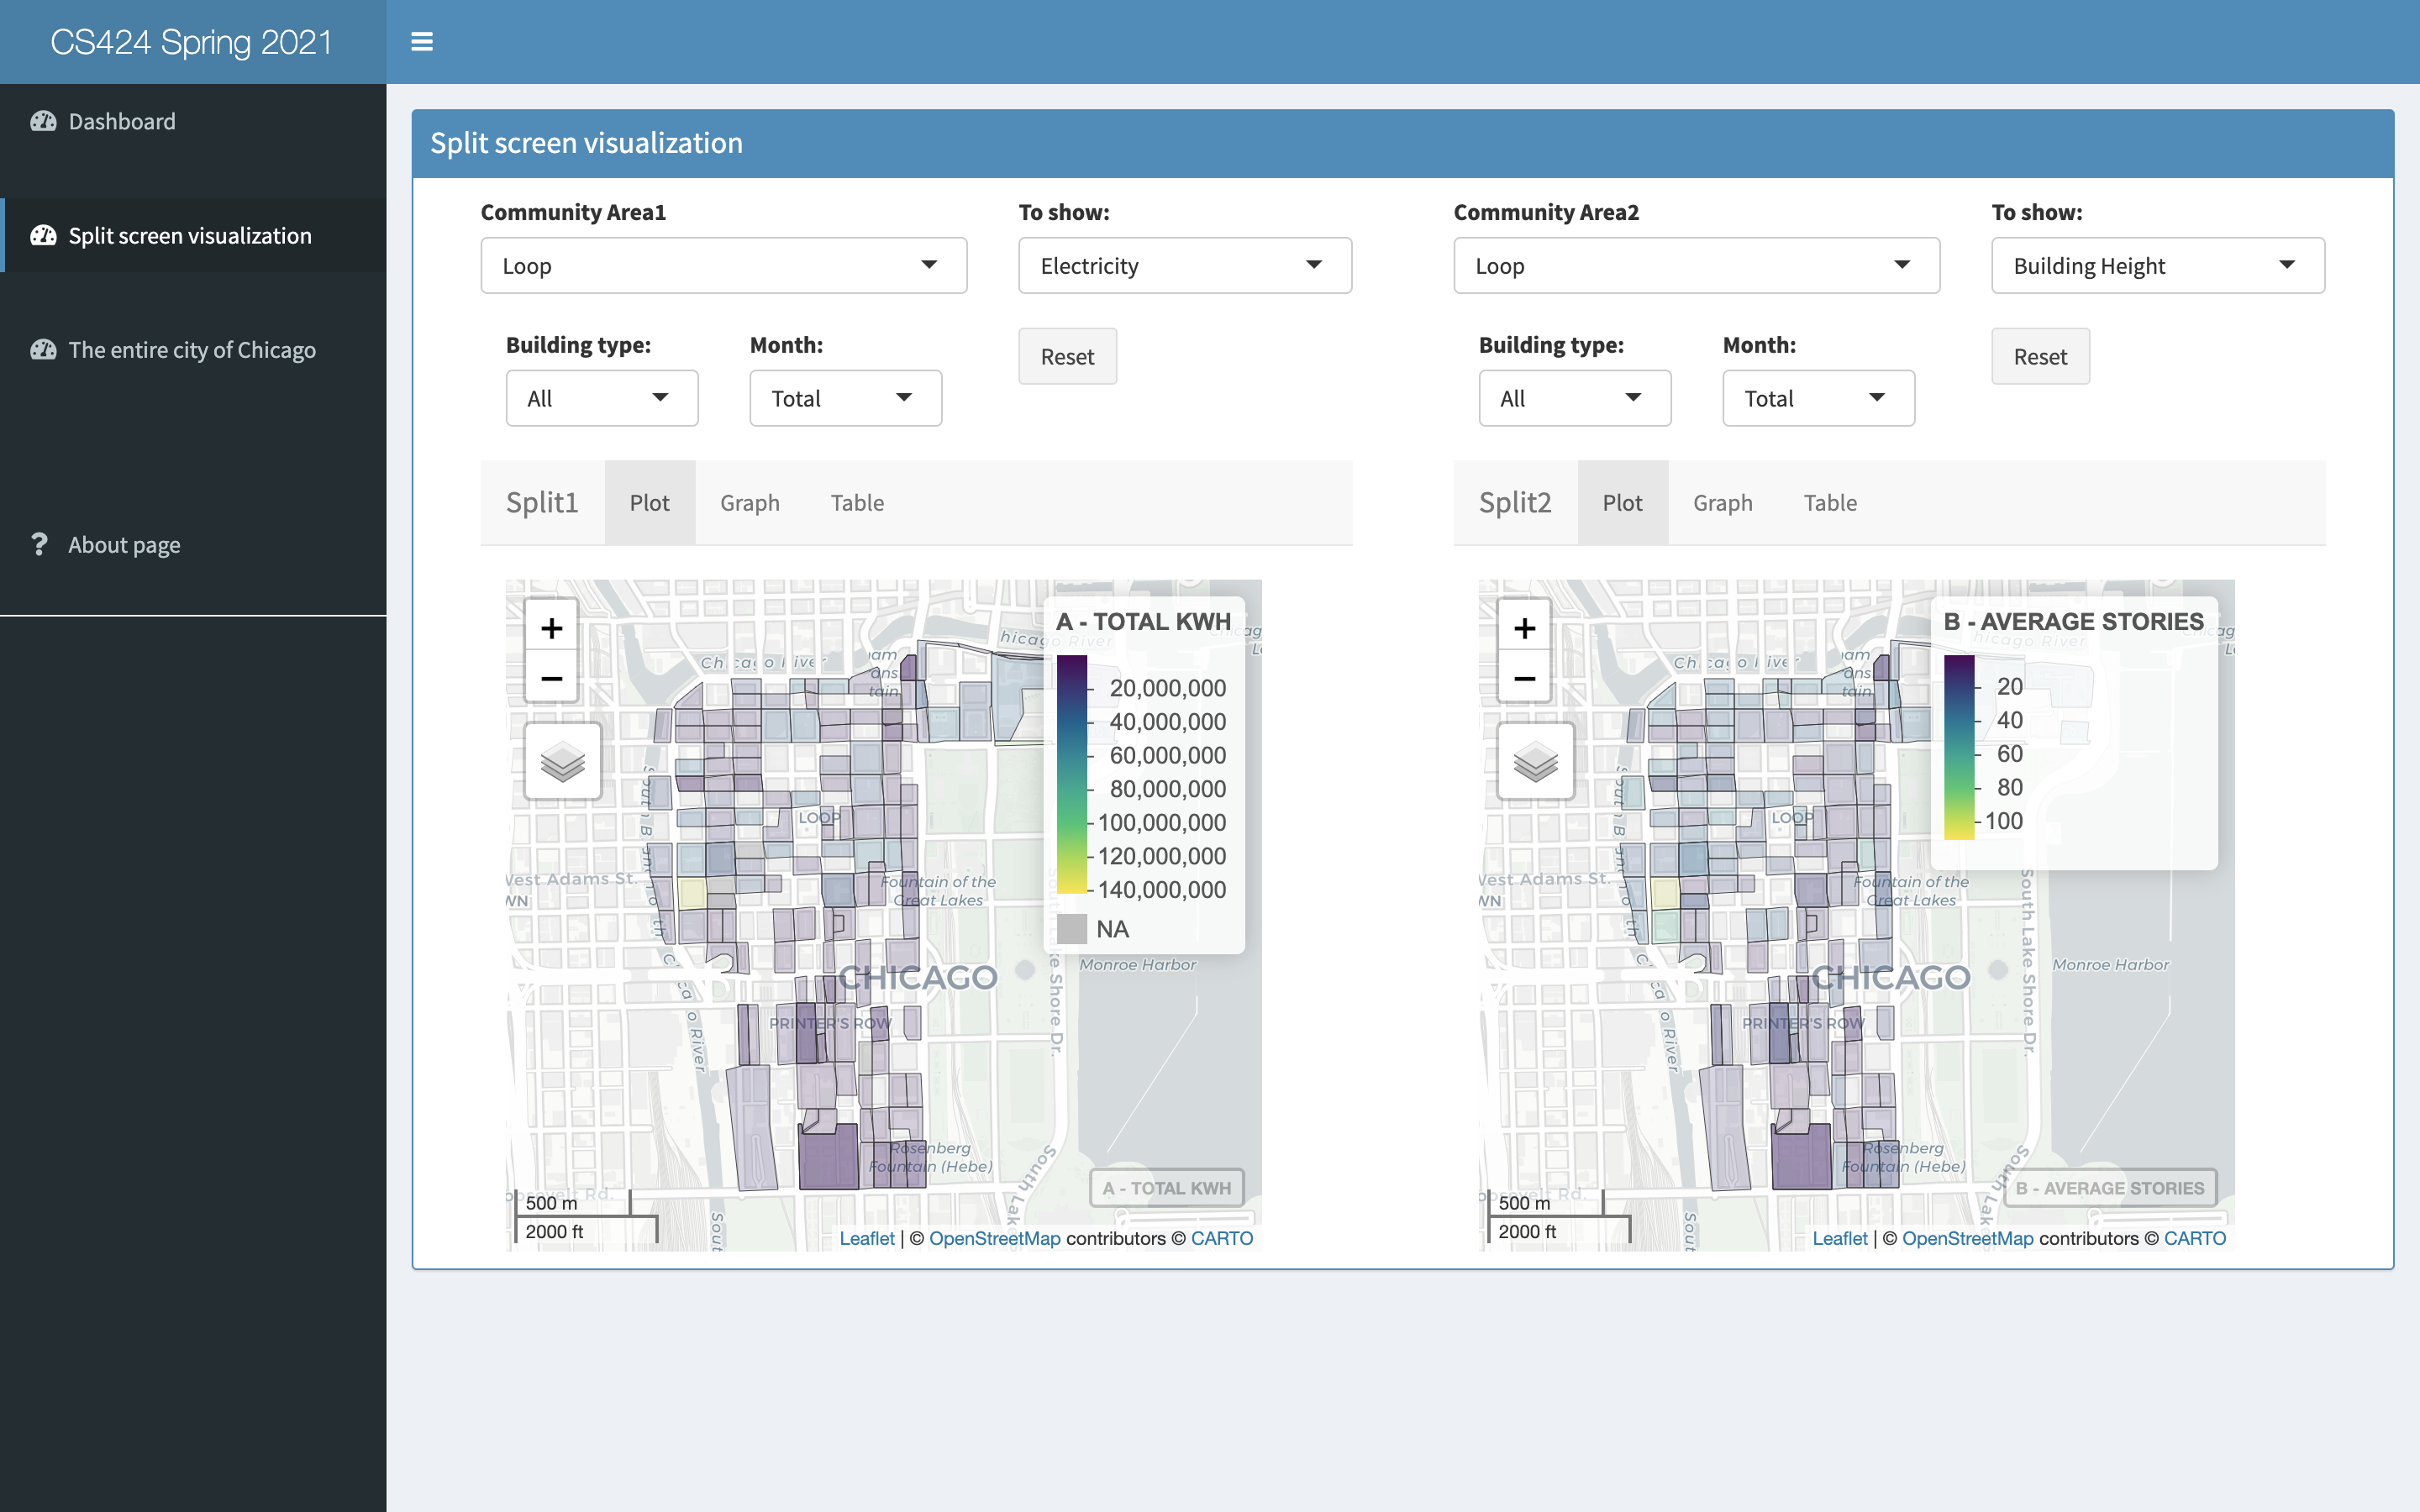 CS424 Spring 2021
Dashboard
Split screen visualization
The entire city of Chicago
About page
Split screen visualization
Community Area1
Loop
To show:
Electricity
Building type:
All
Month:
Total
Reset
Split1 Plot Graph Table
+
−
Chicago River
A - TOTAL KWH
20,000,000
40,000,000
60,000,000
80,000,000
100,000,000
120,000,000
140,000,000
NA
LOOP
West Adams St.
Fountain of the
Great Lakes
CHICAGO
Monroe Harbor
PRINTER'S ROW
Rosenberg
Fountain (Hebe)
A - TOTAL KWH
500 m
2000 ft
Leaflet | © OpenStreetMap contributors © CARTO
Community Area2
Loop
To show:
Building Height
Building type:
All
Month:
Total
Reset
Split2 Plot Graph Table
+
−
Chicago River
B - AVERAGE STORIES
20
40
60
80
100
LOOP
West Adams St.
Fountain of the
Great Lakes
South Lake Shore Dr.
CHICAGO
Monroe Harbor
PRINTER'S ROW
Rosenberg
Fountain (Hebe)
B - AVERAGE STORIES
500 m
2000 ft
Leaflet | © OpenStreetMap contributors © CARTO